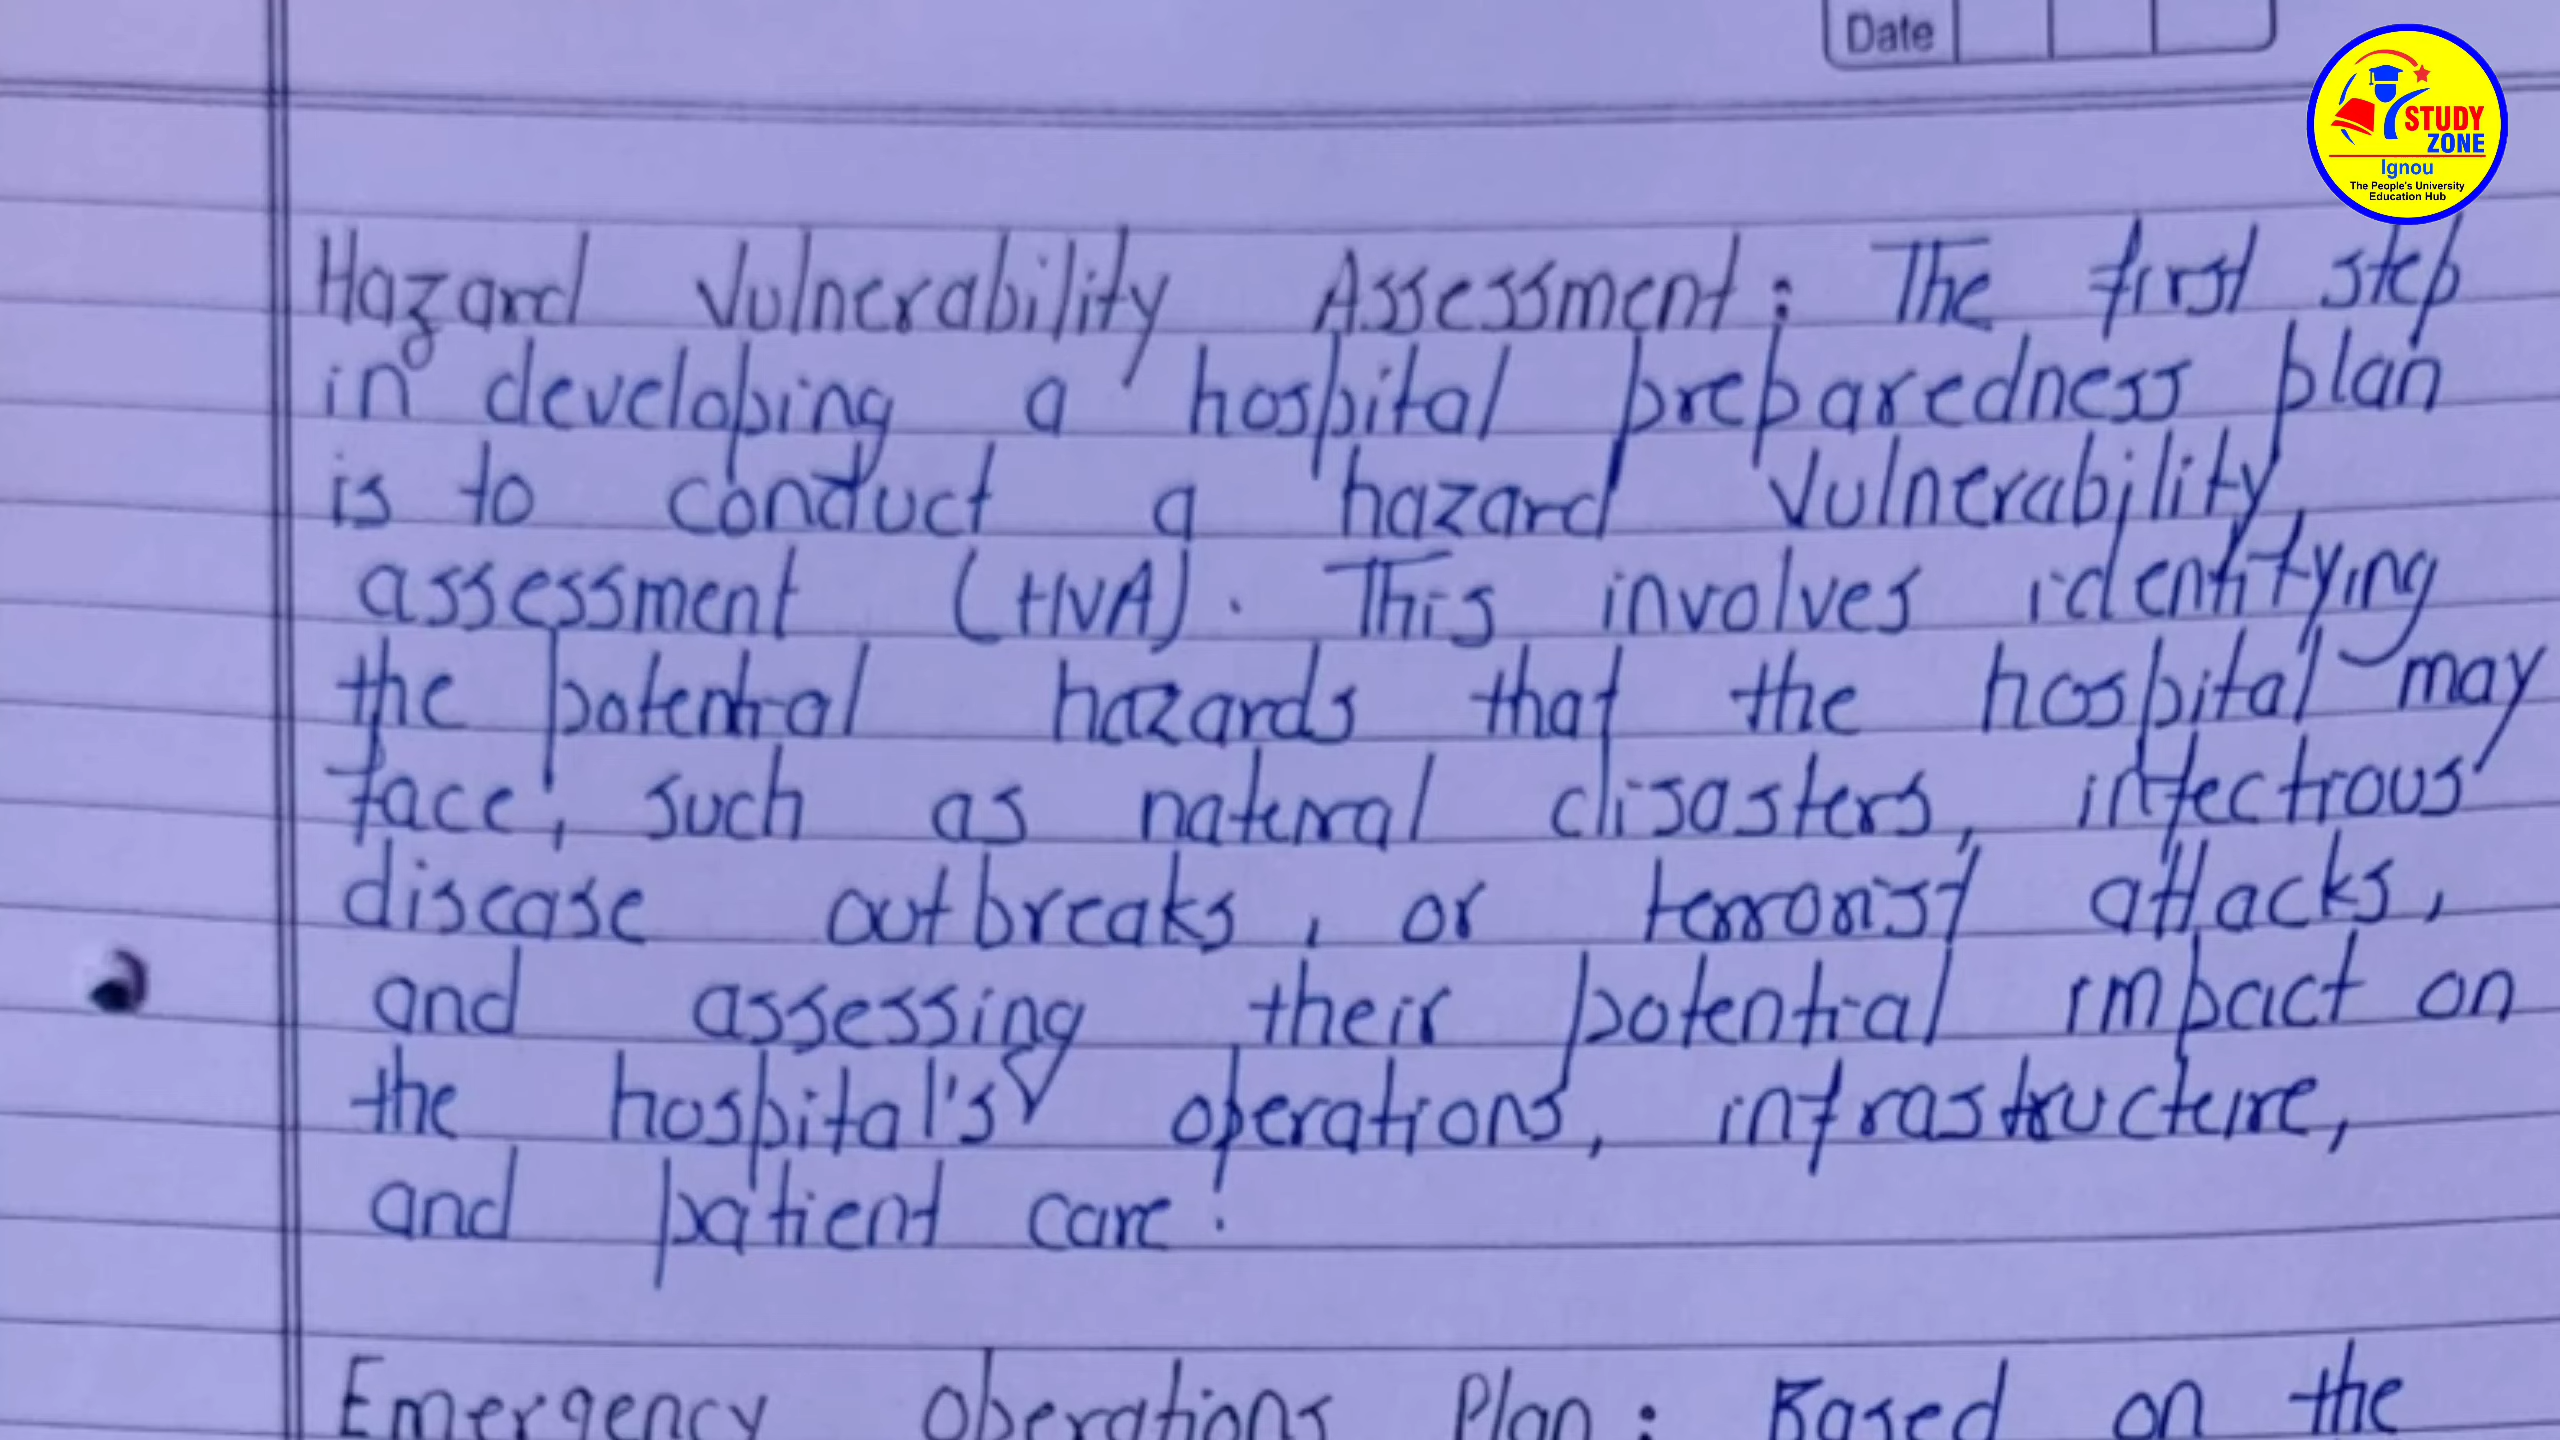 Date
STUDY
ZONE
Ignou
The People's University
Education Hub
Hazard Vulnerability Assessment : The first step
in developing a hospital preparedness plan
is to conduct a hazard vulnerability
assessment (HVA). This involves identifying
the potential hazards that the hospital may
face, such as natural disasters, infectious
disease outbreaks, or terrorist attacks,
and assessing their potential impact on
the hospital's operations, infrastructure,
and patient care.
Emergency Operations Plan : Based on the